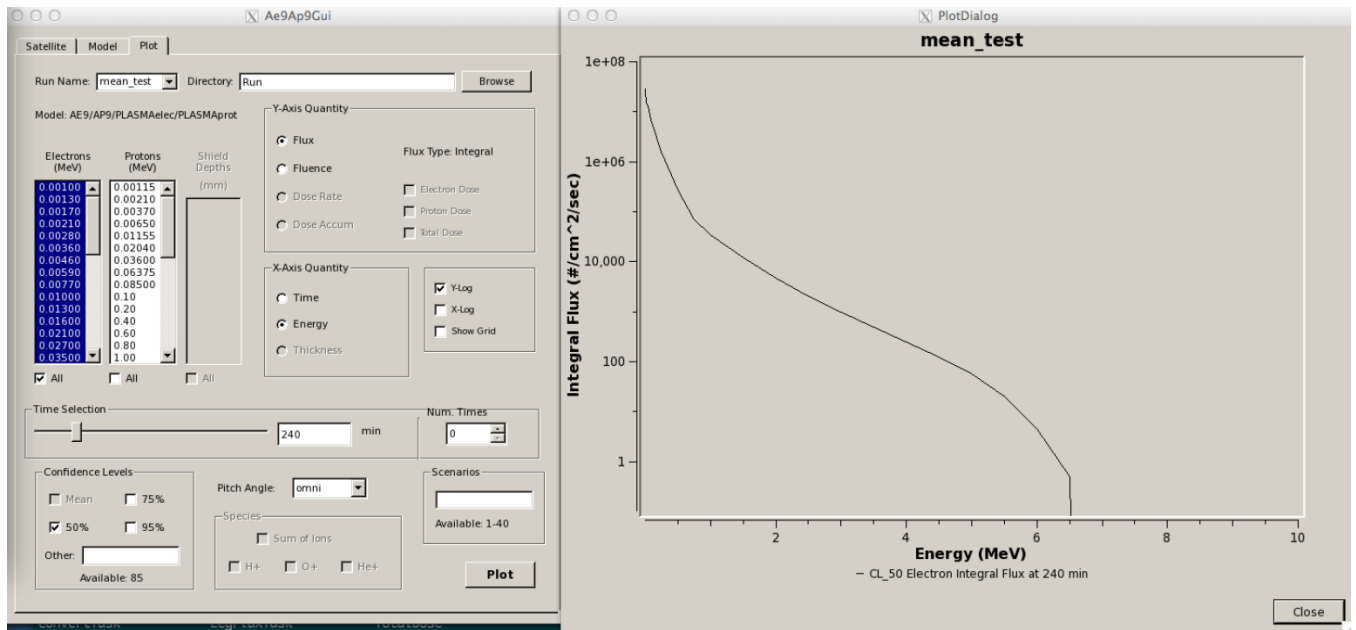 Ae9Ap9Gui
Satellite Model Plot
Run Name: mean_test Directory: Run Browse
Model: AE9/AP9/PLASMAelec/PLASMAprot
Electrons (MeV)
0.00100
0.00130
0.00170
0.00210
0.00280
0.00360
0.00460
0.00590
0.00770
0.01000
0.01300
0.01600
0.02100
0.02700
0.03500
All
Protons (MeV)
0.00115
0.00210
0.00370
0.00650
0.01155
0.02040
0.03600
0.06375
0.08500
0.10
0.20
0.40
0.60
0.80
1.00
All
Shield
Depths
(mm)
All
Y-Axis Quantity
Flux
Fluence
Dose Rate
Dose Accum
Flux Type: Integral
Electron Dose
Proton Dose
Total Dose
X-Axis Quantity
Time
Energy
Thickness
Y-Log
X-Log
Show Grid
Time Selection
240 min
Num. Times
0
Confidence Levels
Mean 75%
50% 95%
Other:
Available: 85
Pitch Angle: omni
Species
Sum of Ions
H+ O+ He+
Scenarios
Available: 1-40
Plot
PlotDialog
mean_test
Integral Flux (#/cm^2/sec)
1e+08
1e+06
10,000
100
1
2 4 6 8 10
Energy (MeV)
CL_50 Electron Integral Flux at 240 min
Close